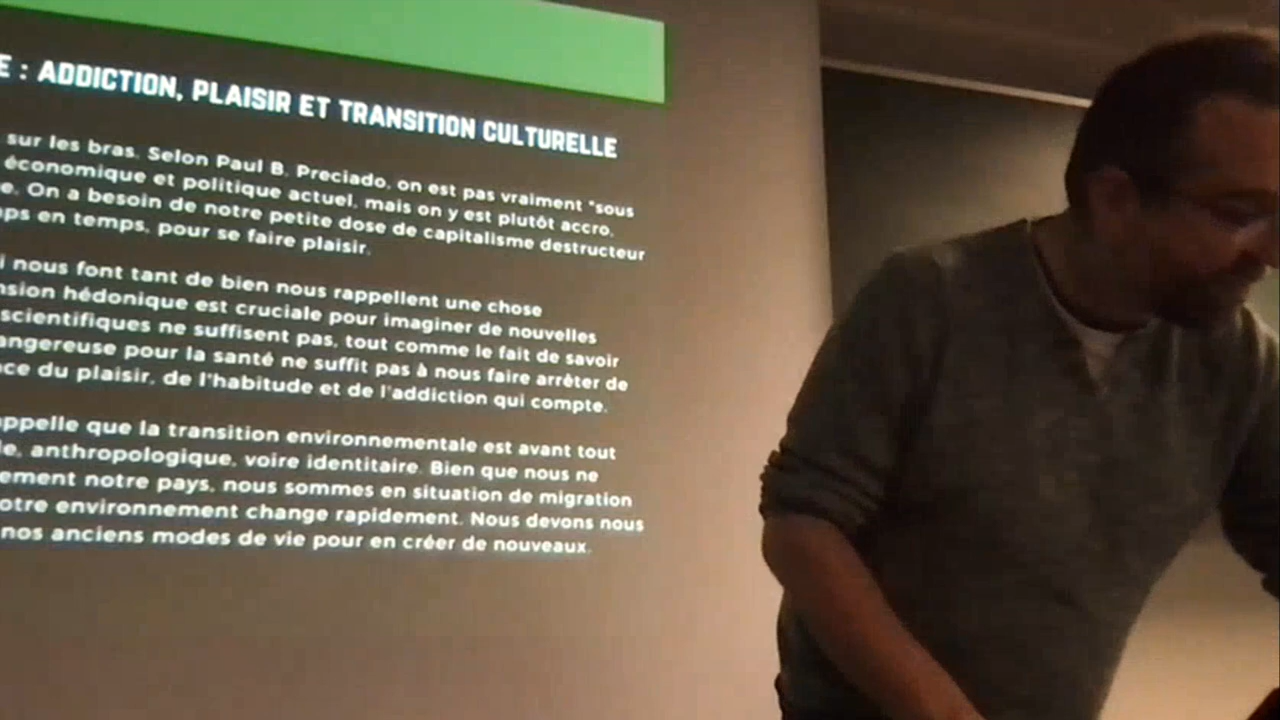 E : ADDICTION, PLAISIR ET TRANSITION CULTURELLE
sur les bras. Selon Paul B. Preciado, on est pas vraiment "sous
économique et politique actuel, mais on y est plutôt accro.
e. On a besoin de notre petite dose de capitalisme destructeur
ps en temps, pour se faire plaisir.
i nous font tant de bien nous rappellent une chose
nsion hédonique est cruciale pour imaginer de nouvelles
scientifiques ne suffisent pas, tout comme le fait de savoir
angereuse pour la santé ne suffit pas à nous faire arrêter de
ce du plaisir, de l'habitude et de l'addiction qui compte.
appelle que la transition environnementale est avant tout
le, anthropologique, voire identitaire. Bien que nous ne
ement notre pays, nous sommes en situation de migration
otre environnement change rapidement. Nous devons nous
nos anciens modes de vie pour en créer de nouveaux.